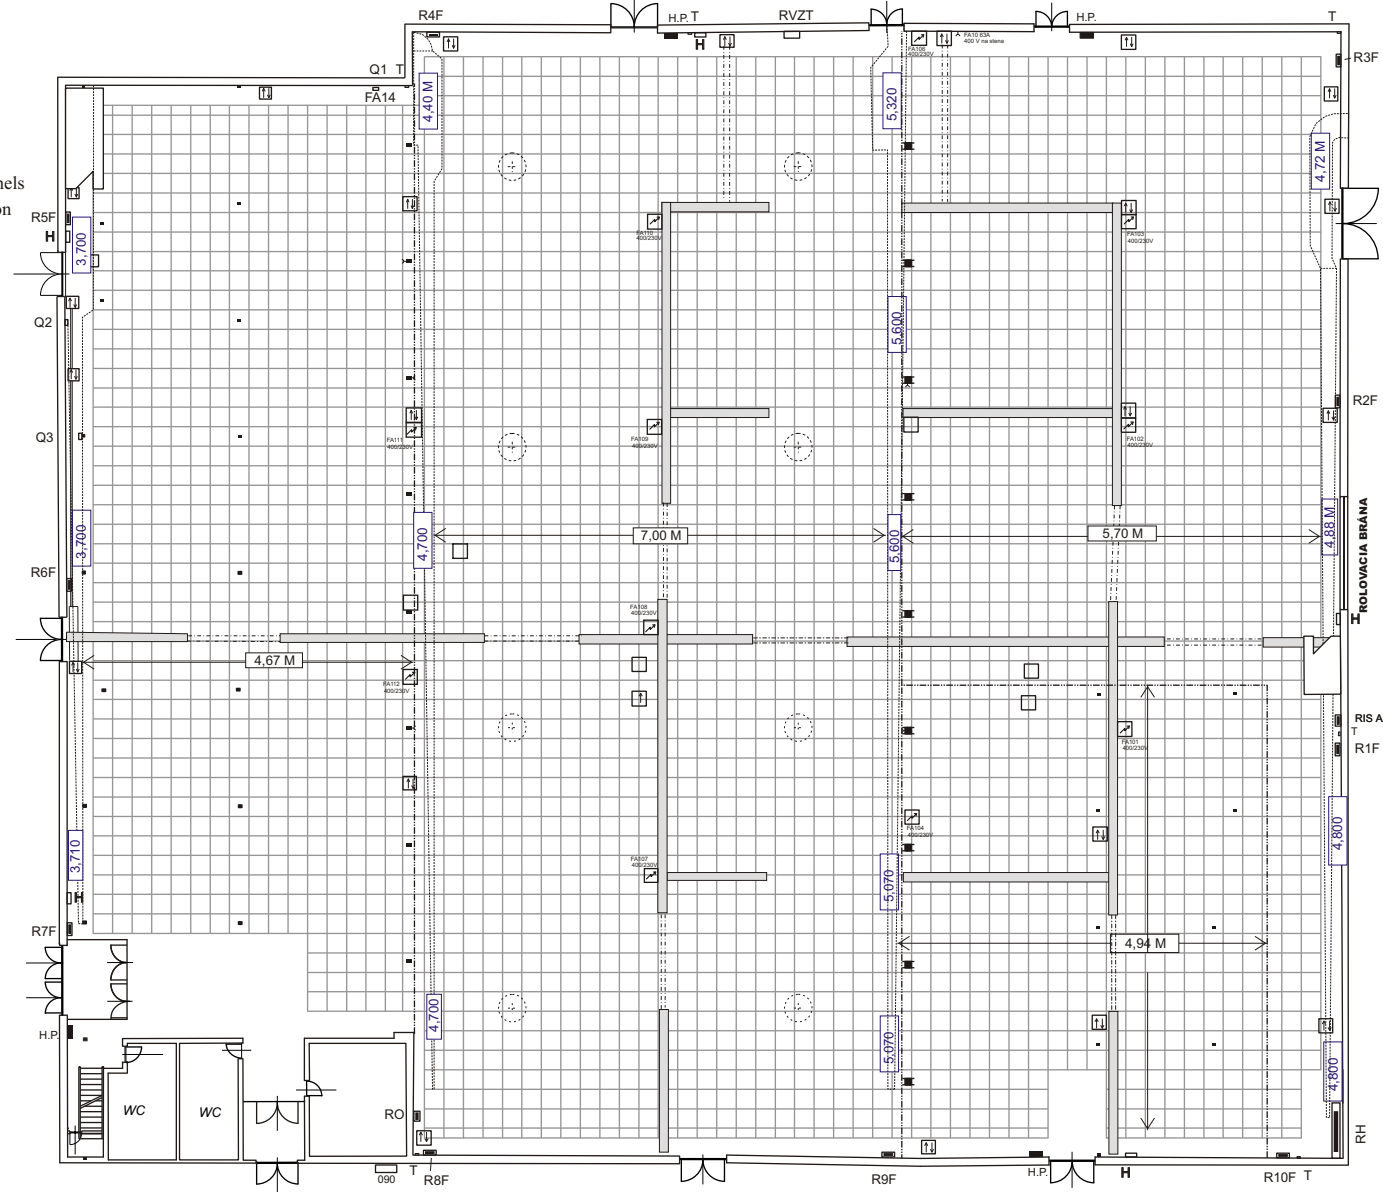 R4F
H.P. T
RVZT
H.P.
T
H
FA106
400/230V
FA10 63A
400 V na stena
R3F
Q1 T
FA14
4,40 M
5,320
4,72 M
nels
on
R5F
H
3,700
FA110
400/230V
FA103
400/230V
Q2
5,600
R2F
Q3
FA111
400/230V
FA109
400/230V
FA102
400/230V
3,700
4,700
7,00 M
5,600
5,70 M
4,88 M
ROLOVACIA BRÁNA
R6F
FA108
400/230V
H
4,67 M
FA112
400/230V
FA101
400/230V
RIS A
T
R1F
FA104
400/230V
4,800
3,710
FA107
400/230V
5,070
H
R7F
4,94 M
4,700
H.P.
5,070
4,800
WC
WC
RO
RH
090
T
R8F
R9F
H.P.
H
R10F T